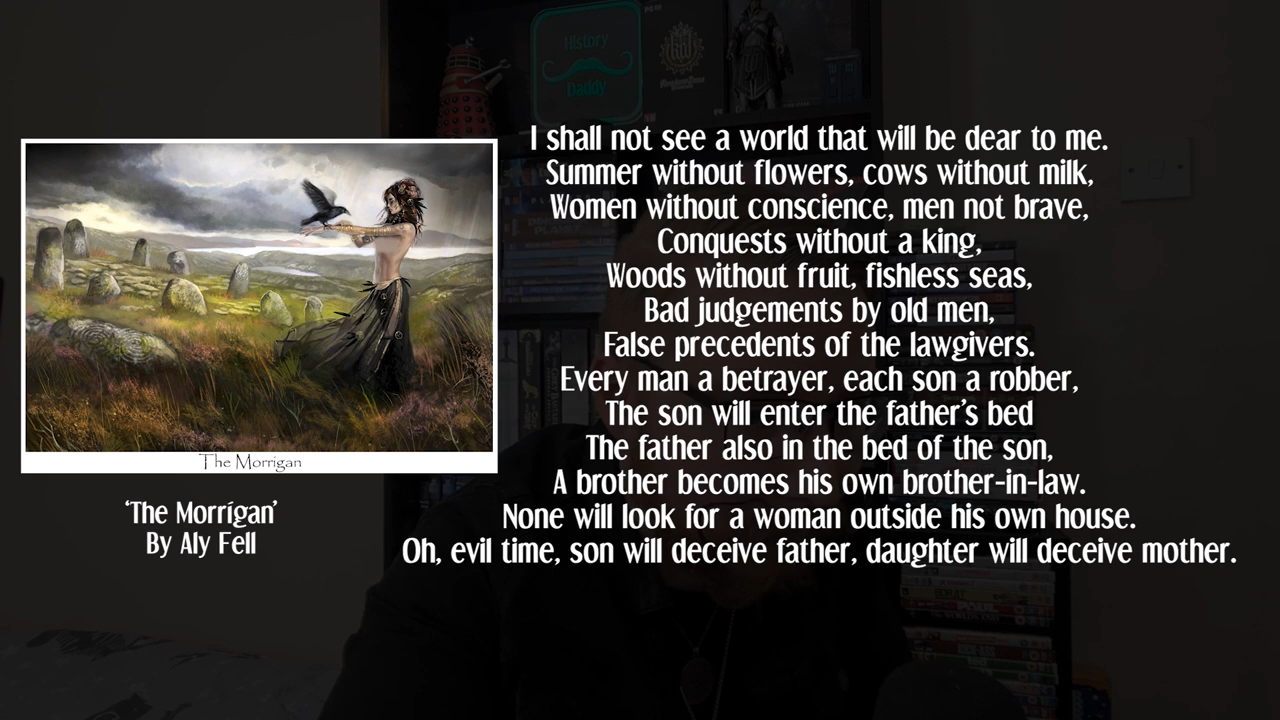 History
Daddy
I shall not see a world that will be dear to me.
Summer without flowers, cows without milk,
Women without conscience, men not brave,
Conquests without a king,
Woods without fruit, fishless seas,
Bad judgements by old men,
False precedents of the lawgivers.
Every man a betrayer, each son a robber,
The son will enter the father's bed
The father also in the bed of the son,
A brother becomes his own brother-in-law.
None will look for a woman outside his own house.
Oh, evil time, son will deceive father, daughter will deceive mother.
The Morrigan
'The Morrígan'
By Aly Fell